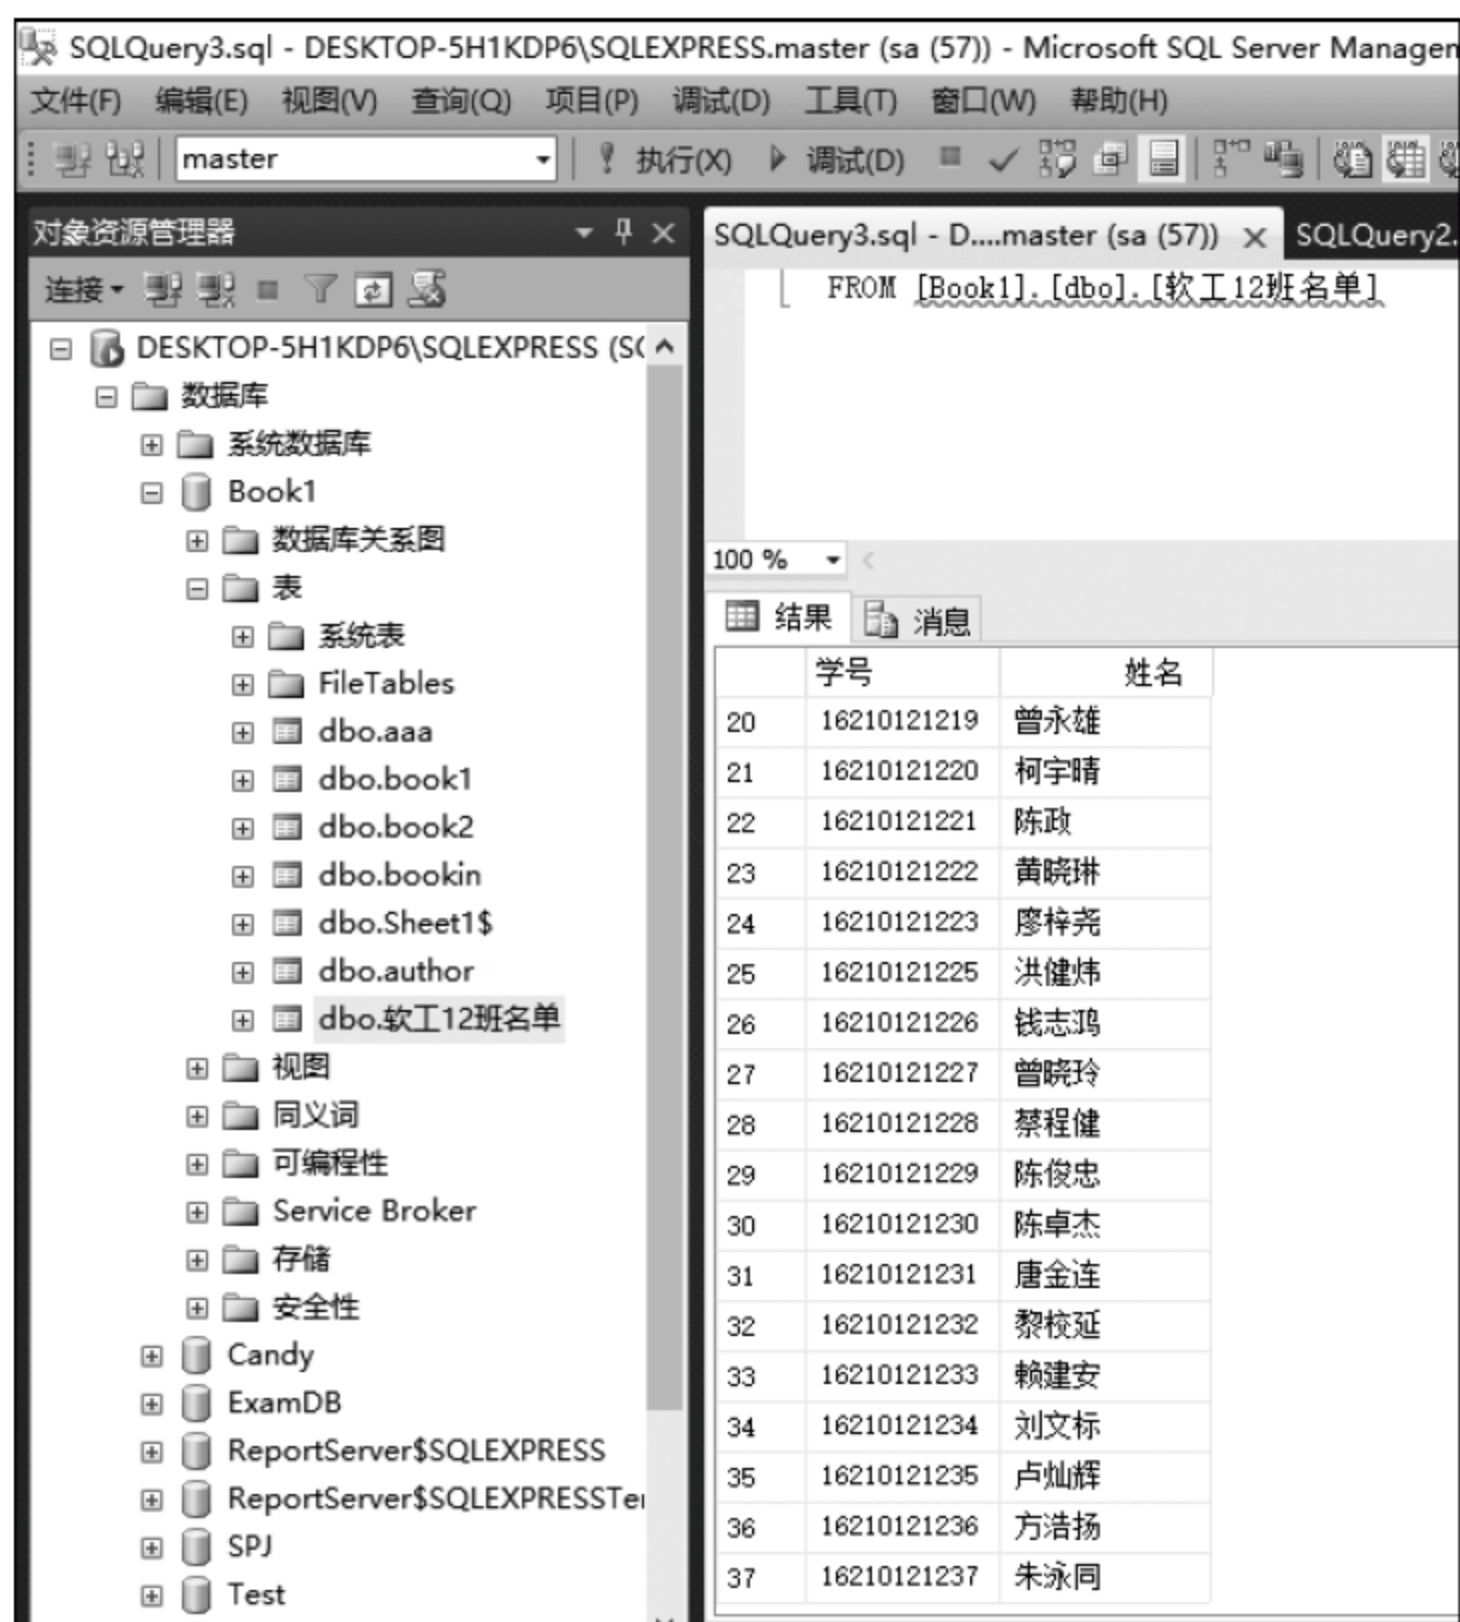 SQLQuery3.sql - DESKTOP-5H1KDP6\SQLEXPRESS.master (sa (57)) - Microsoft SQL Server Managem
文件(F) 编辑(E) 视图(V) 查询(Q) 项目(P) 调试(D) 工具(T) 窗口(W) 帮助(H)
master 执行(X) 调试(D)
对象资源管理器
连接
DESKTOP-5H1KDP6\SQLEXPRESS (SQ
数据库
系统数据库
Book1
数据库关系图
表
系统表
FileTables
dbo.aaa
dbo.book1
dbo.book2
dbo.bookin
dbo.Sheet1$
dbo.author
dbo.软工12班名单
视图
同义词
可编程性
Service Broker
存储
安全性
Candy
ExamDB
ReportServer$SQLEXPRESS
ReportServer$SQLEXPRESSTe
SPJ
Test
SQLQuery3.sql - D....master (sa (57)) SQLQuery2.
FROM [Book1].[dbo].[软工12班名单]
100 %
结果 消息
学号 姓名
20 16210121219 曾永雄
21 16210121220 柯宇晴
22 16210121221 陈政
23 16210121222 黄晓琳
24 16210121223 廖梓尧
25 16210121225 洪健炜
26 16210121226 钱志鸿
27 16210121227 曾晓玲
28 16210121228 蔡程健
29 16210121229 陈俊忠
30 16210121230 陈卓杰
31 16210121231 唐金连
32 16210121232 黎校延
33 16210121233 赖建安
34 16210121234 刘文标
35 16210121235 卢灿辉
36 16210121236 方浩扬
37 16210121237 朱泳同